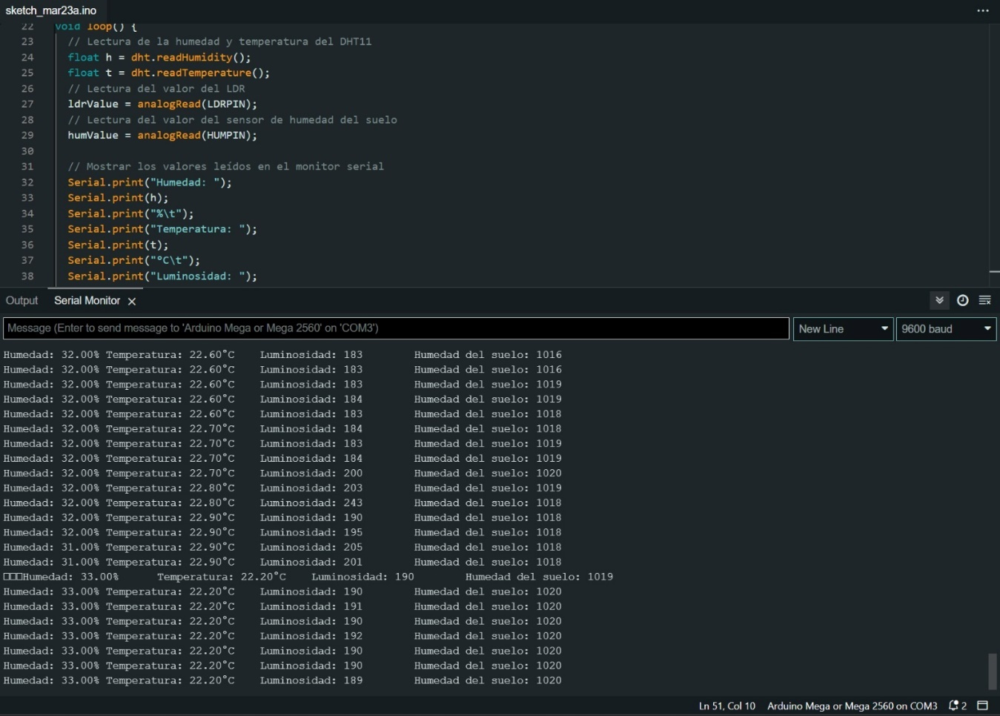 sketch_mar23a.ino
22 void loop() {
23 // Lectura de la humedad y temperatura del DHT11
24 float h = dht.readHumidity();
25 float t = dht.readTemperature();
26 // Lectura del valor del LDR
27 ldrValue = analogRead(LDRPIN);
28 // Lectura del valor del sensor de humedad del suelo
29 humValue = analogRead(HUMPIN);
30
31 // Mostrar los valores leídos en el monitor serial
32 Serial.print("Humedad: ");
33 Serial.print(h);
34 Serial.print("%\t");
35 Serial.print("Temperatura: ");
36 Serial.print(t);
37 Serial.print("°C\t");
38 Serial.print("Luminosidad: ");
Output Serial Monitor
Message (Enter to send message to 'Arduino Mega or Mega 2560' on 'COM3') New Line 9600 baud
Humedad: 32.00% Temperatura: 22.60°C Luminosidad: 183 Humedad del suelo: 1016
Humedad: 32.00% Temperatura: 22.60°C Luminosidad: 183 Humedad del suelo: 1016
Humedad: 32.00% Temperatura: 22.60°C Luminosidad: 183 Humedad del suelo: 1019
Humedad: 32.00% Temperatura: 22.60°C Luminosidad: 184 Humedad del suelo: 1019
Humedad: 32.00% Temperatura: 22.60°C Luminosidad: 183 Humedad del suelo: 1018
Humedad: 32.00% Temperatura: 22.70°C Luminosidad: 184 Humedad del suelo: 1018
Humedad: 32.00% Temperatura: 22.70°C Luminosidad: 183 Humedad del suelo: 1019
Humedad: 32.00% Temperatura: 22.70°C Luminosidad: 184 Humedad del suelo: 1019
Humedad: 32.00% Temperatura: 22.70°C Luminosidad: 200 Humedad del suelo: 1020
Humedad: 32.00% Temperatura: 22.80°C Luminosidad: 203 Humedad del suelo: 1019
Humedad: 32.00% Temperatura: 22.80°C Luminosidad: 243 Humedad del suelo: 1018
Humedad: 32.00% Temperatura: 22.90°C Luminosidad: 190 Humedad del suelo: 1018
Humedad: 32.00% Temperatura: 22.90°C Luminosidad: 195 Humedad del suelo: 1018
Humedad: 31.00% Temperatura: 22.90°C Luminosidad: 205 Humedad del suelo: 1018
Humedad: 31.00% Temperatura: 22.90°C Luminosidad: 201 Humedad del suelo: 1018
□□□Humedad: 33.00% Temperatura: 22.20°C Luminosidad: 190 Humedad del suelo: 1019
Humedad: 33.00% Temperatura: 22.20°C Luminosidad: 190 Humedad del suelo: 1020
Humedad: 33.00% Temperatura: 22.20°C Luminosidad: 191 Humedad del suelo: 1020
Humedad: 33.00% Temperatura: 22.20°C Luminosidad: 190 Humedad del suelo: 1020
Humedad: 33.00% Temperatura: 22.20°C Luminosidad: 192 Humedad del suelo: 1020
Humedad: 33.00% Temperatura: 22.20°C Luminosidad: 190 Humedad del suelo: 1020
Humedad: 33.00% Temperatura: 22.20°C Luminosidad: 190 Humedad del suelo: 1020
Humedad: 33.00% Temperatura: 22.20°C Luminosidad: 189 Humedad del suelo: 1020
Ln 51, Col 10 Arduino Mega or Mega 2560 on COM3 2